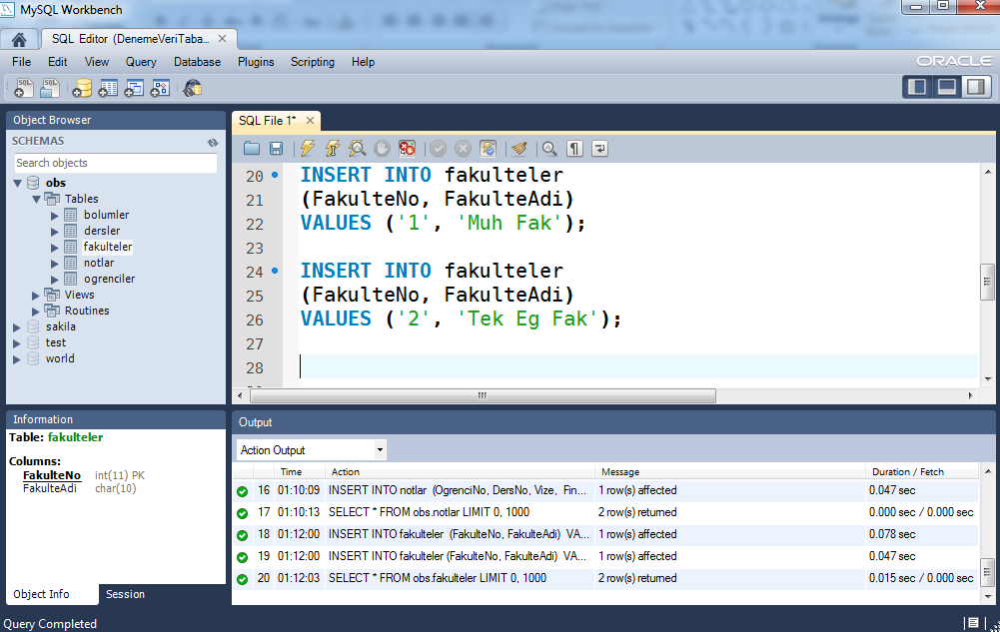 MySQL Workbench
SQL Editor (DenemeVeriTaba...
File Edit View Query Database Plugins Scripting Help
ORACLE
SQL SQL
Object Browser
SQL File 1*
SCHEMAS
Search objects
obs
Tables
bolumler
dersler
fakulteler
notlar
ogrenciler
Views
Routines
sakila
test
world
20 INSERT INTO fakulteler
21 (FakulteNo, FakulteAdi)
22 VALUES ('1', 'Muh Fak');
23
24 INSERT INTO fakulteler
25 (FakulteNo, FakulteAdi)
26 VALUES ('2', 'Tek Eg Fak');
27
28
Information
Table: fakulteler
Columns:
FakulteNo int(11) PK
FakulteAdi char(10)
Object Info Session
Output
Action Output
Time Action Message Duration / Fetch
16 01:10:09 INSERT INTO notlar (OgrenciNo, DersNo, Vize, Fin... 1 row(s) affected 0.047 sec
17 01:10:13 SELECT * FROM obs.notlar LIMIT 0, 1000 2 row(s) returned 0.000 sec / 0.000 sec
18 01:12:00 INSERT INTO fakulteler (FakulteNo, FakulteAdi) VA... 1 row(s) affected 0.078 sec
19 01:12:00 INSERT INTO fakulteler (FakulteNo, FakulteAdi) VA... 1 row(s) affected 0.047 sec
20 01:12:03 SELECT * FROM obs.fakulteler LIMIT 0, 1000 2 row(s) returned 0.015 sec / 0.000 sec
Query Completed